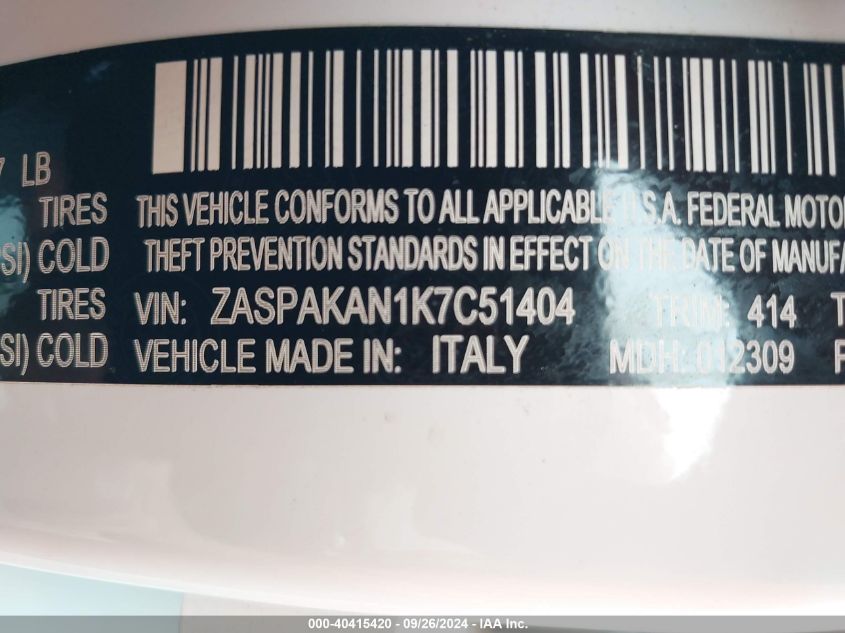 7 LB
TIRES THIS VEHICLE CONFORMS TO ALL APPLICABLE U.S.A. FEDERAL MOTO
SI) COLD THEFT PREVENTION STANDARDS IN EFFECT ON THE DATE OF MANUFA
TIRES VIN: ZASPAKAN1K7C51404 TRIM: 414 T
SI) COLD VEHICLE MADE IN: ITALY MDH: 012309
000-40415420 - 09/26/2024 - IAA Inc.